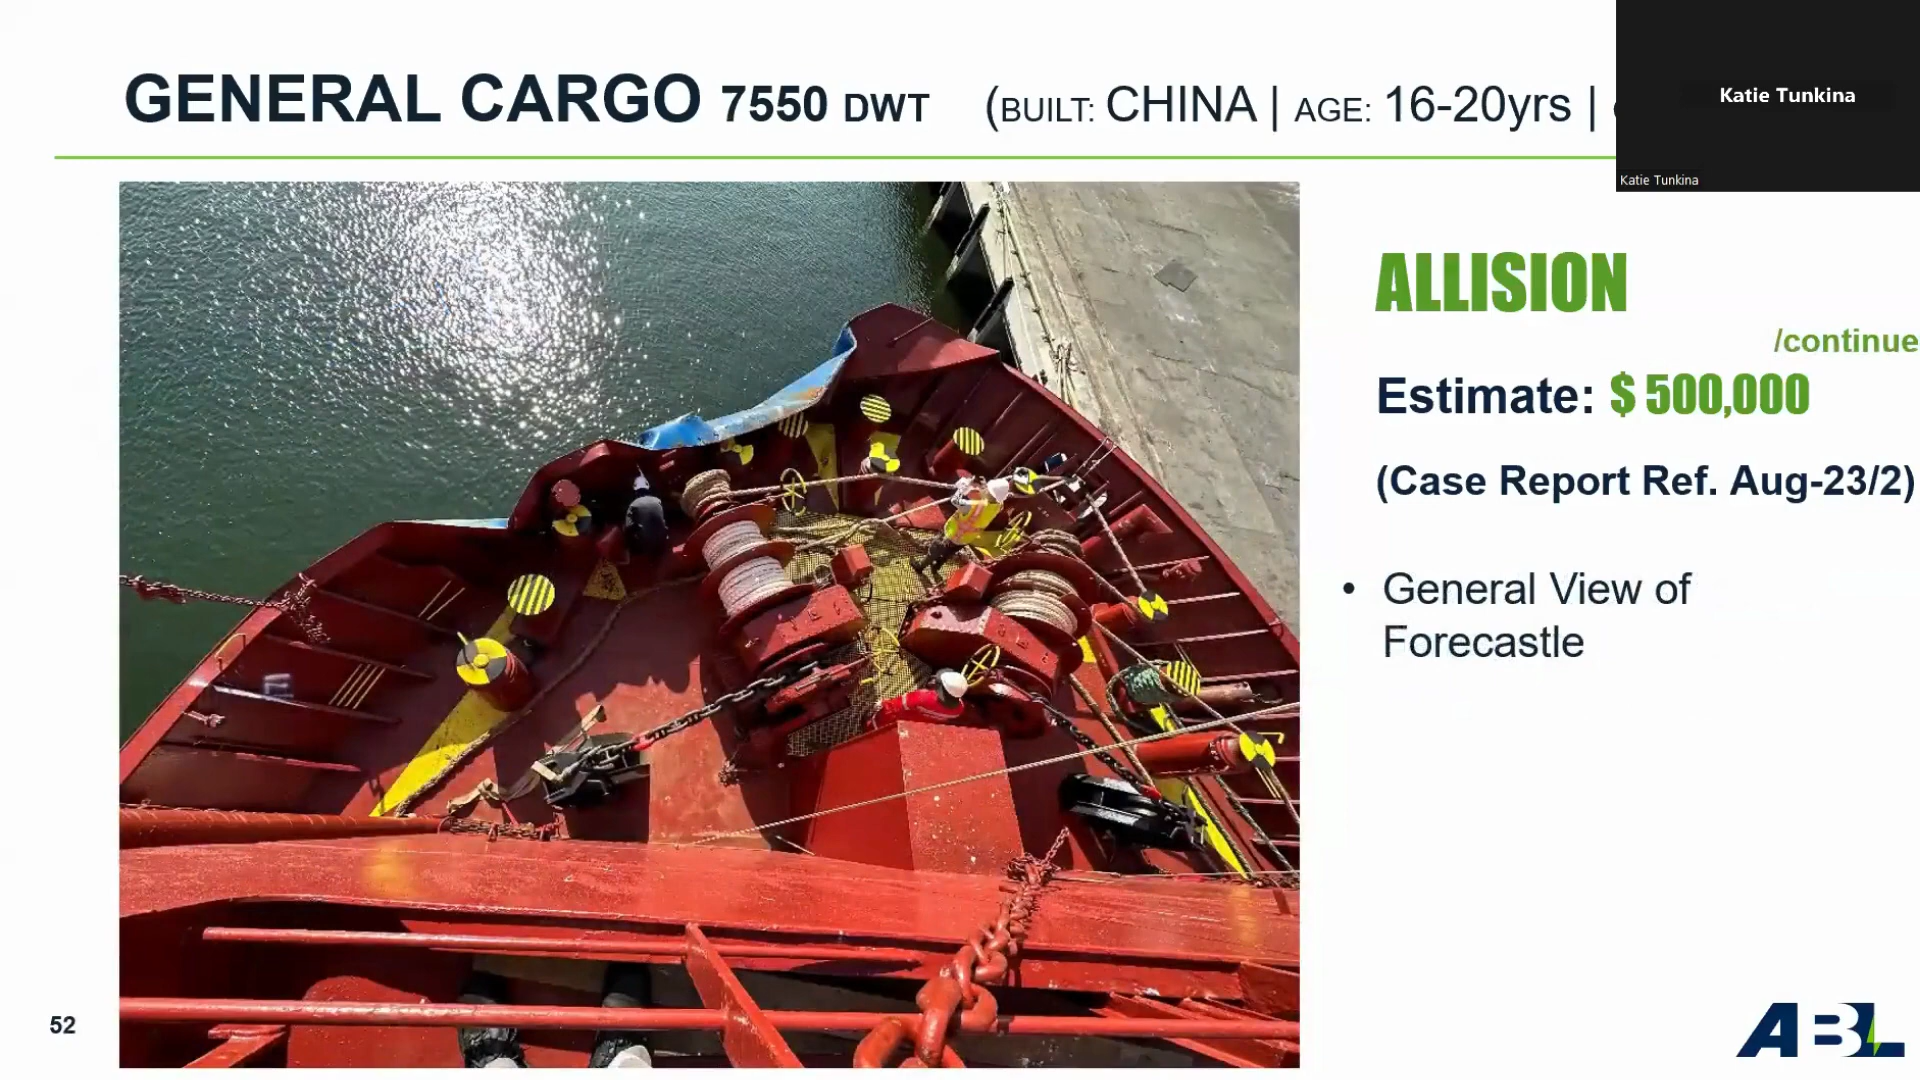 GENERAL CARGO 7550 DWT (BUILT: CHINA | AGE: 16-20yrs |
Katie Tunkina
Katie Tunkina
ALLISION
/continue
Estimate: $ 500,000
(Case Report Ref. Aug-23/2)
• General View of
Forecastle
52
ABL